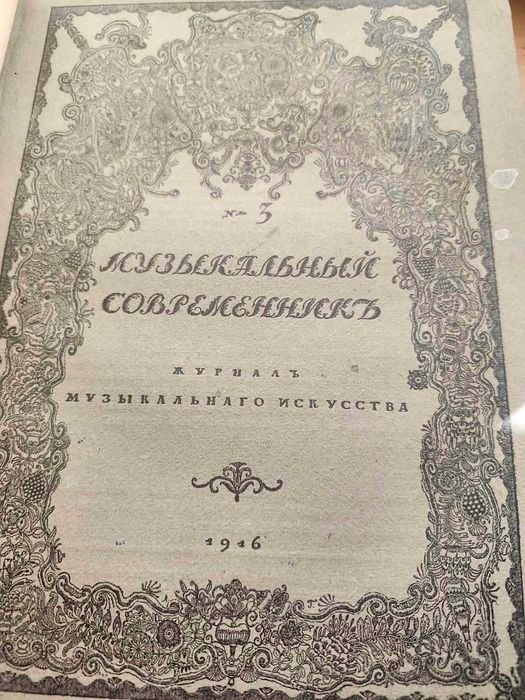 № 3
МУЗЫКАЛЬНЫЙ
СОВРЕМЕННИКЪ
ЖУРНАЛЪ
МУЗЫКАЛЬНАГО ИСКУССТВА
1916